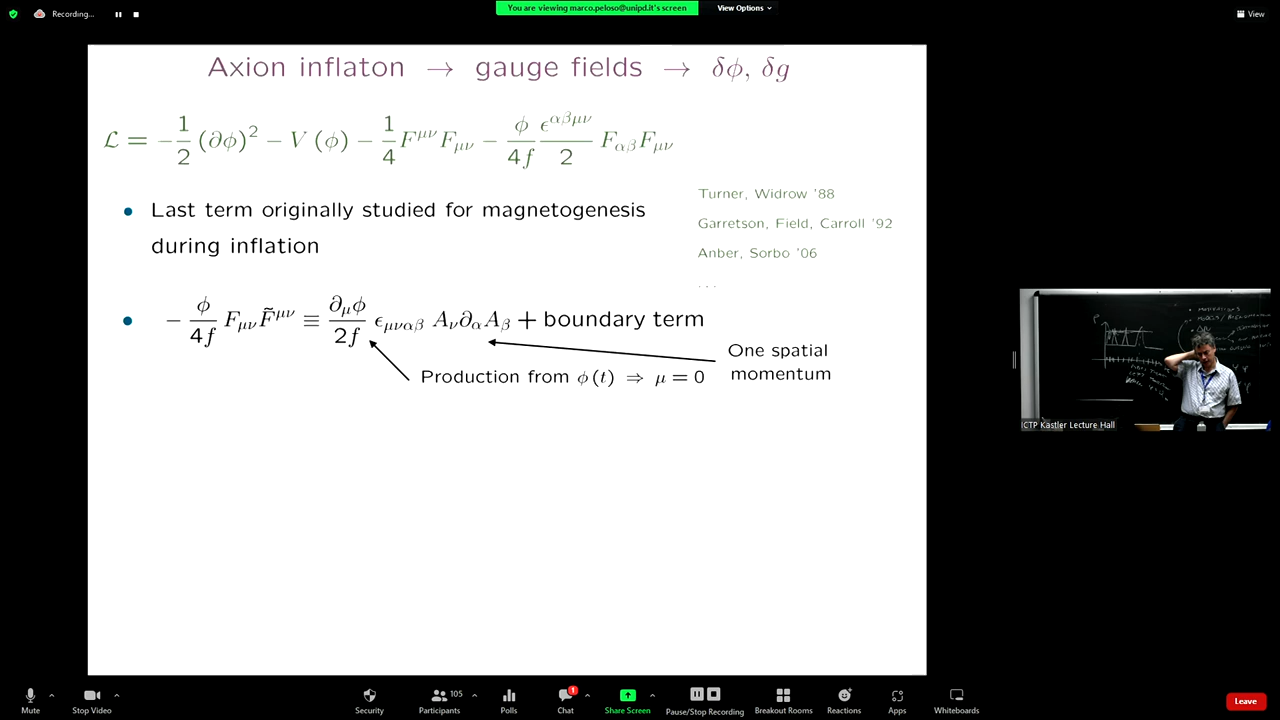 Recording...
You are viewing marco.peloso@unipd.it's screen
View Options
View
Axion inflaton → gauge fields → δφ, δg
ℒ = −1/2 (∂φ)² − V (φ) − 1/4 F^{μν} F_{μν} − φ/4f ε^{αβμν}/2 F_{αβ} F_{μν}
• Last term originally studied for magnetogenesis
during inflation
Turner, Widrow '88
Garretson, Field, Carroll '92
Anber, Sorbo '06
...
• − φ/4f F_{μν} F̃^{μν} ≡ ∂_μφ/2f ε_{μναβ} A_ν ∂_α A_β + boundary term
One spatial
momentum
Production from φ(t) ⇒ μ = 0
ICTP Kastler Lecture Hall
Mute
Stop Video
Security
Participants
105
Polls
Chat
1
Share Screen
Pause/Stop Recording
Breakout Rooms
Reactions
Apps
Whiteboards
Leave